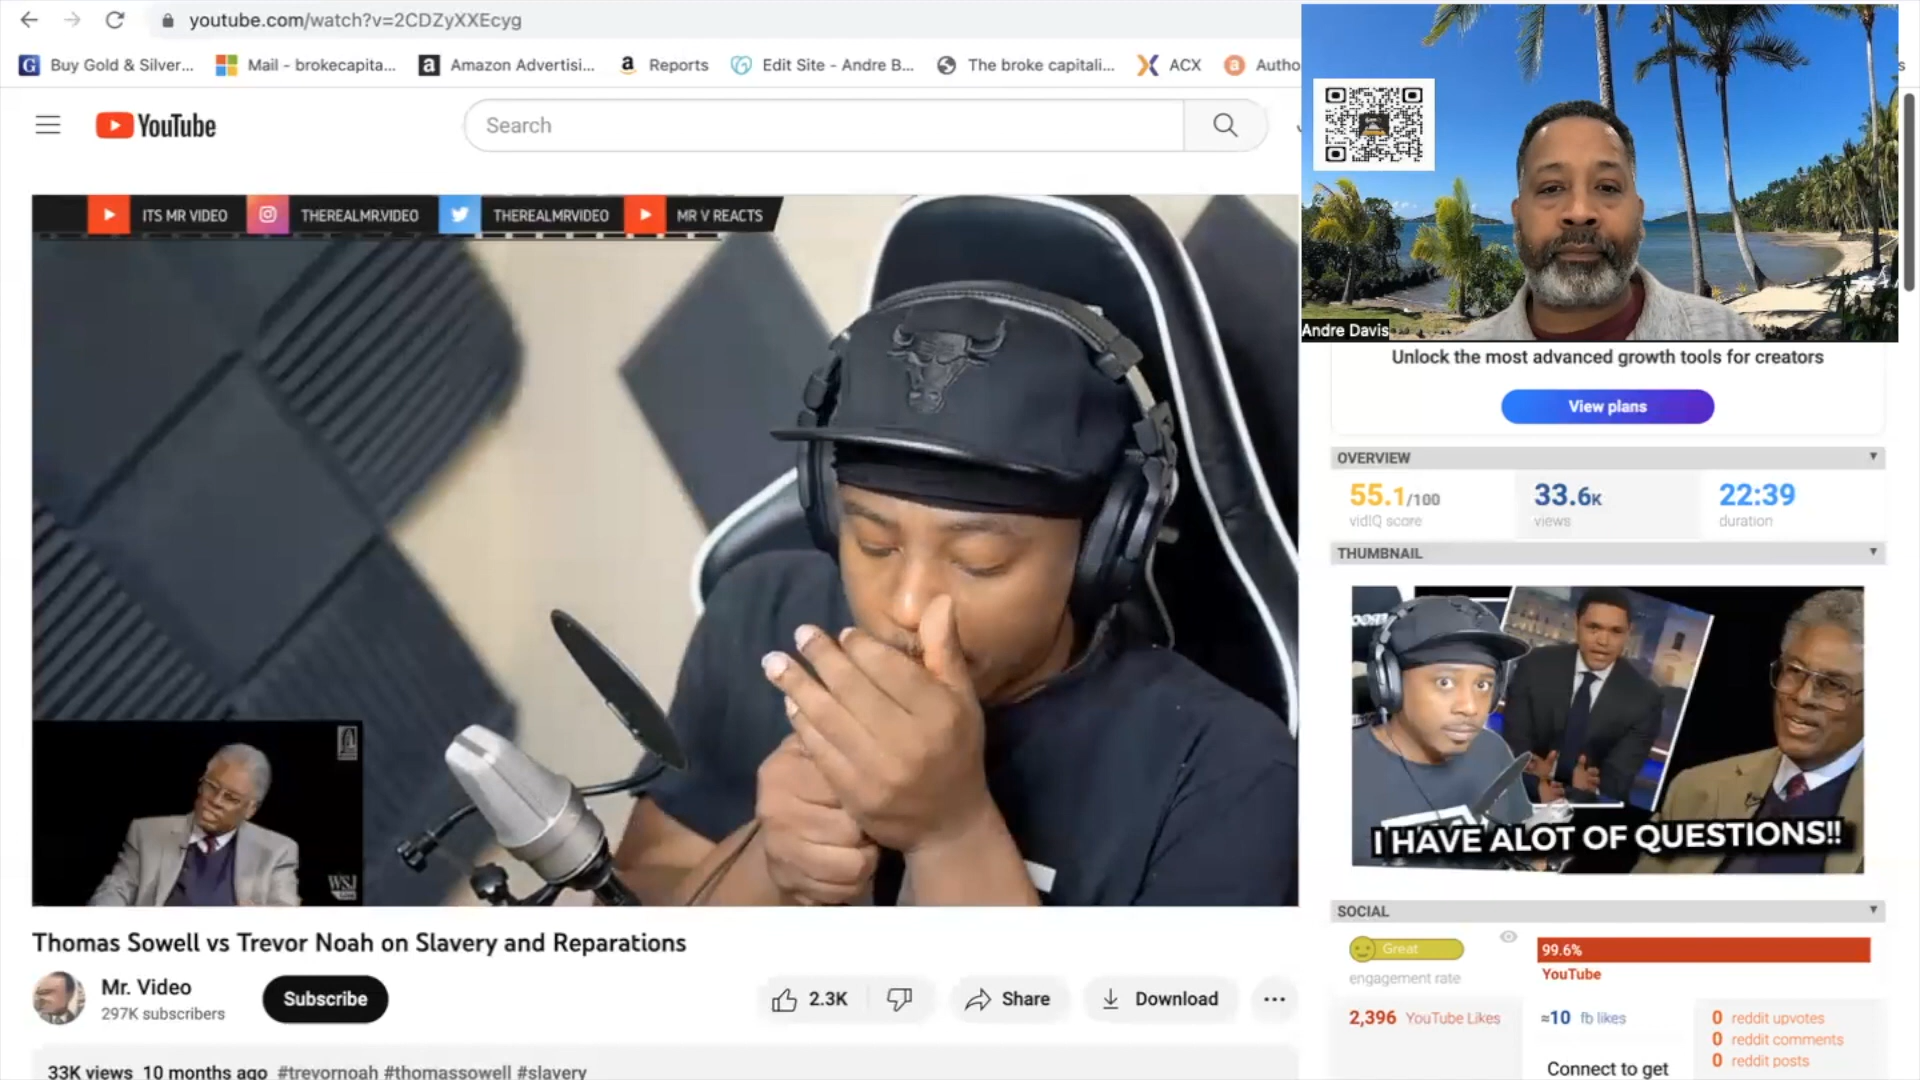 youtube.com/watch?v=2CDZyXXEcyg
Buy Gold & Silver...
Mail - brokecapita...
Amazon Advertisi...
Reports
Edit Site - Andre B...
The broke capitali...
ACX
Autho
YouTube
Search
ITS MR VIDEO
THEREALMR.VIDEO
THEREALMRVIDEO
MR V REACTS
WSJ
Andre Davis
Unlock the most advanced growth tools for creators
View plans
OVERVIEW
55.1/100
vidIQ score
33.6K
views
22:39
duration
THUMBNAIL
I HAVE ALOT OF QUESTIONS!!
SOCIAL
Great
engagement rate
99.6%
YouTube
2,396 YouTube Likes
≈10 fb likes
0 reddit upvotes
0 reddit comments
0 reddit posts
Connect to get
Thomas Sowell vs Trevor Noah on Slavery and Reparations
Mr. Video
297K subscribers
Subscribe
2.3K
Share
Download
33K views 10 months ago #trevornoah #thomassowell #slavery